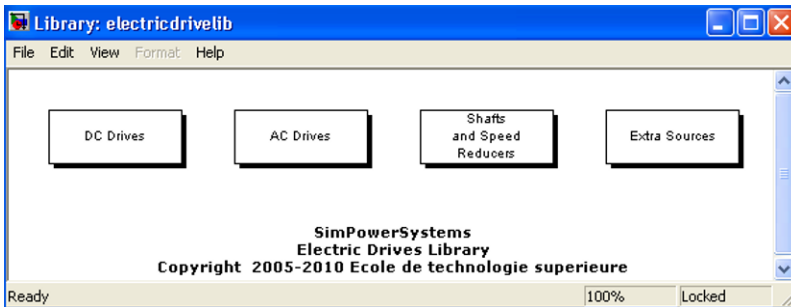 Library: electricdrivelib
File Edit View Format Help
DC Drives
AC Drives
Shafts
and Speed
Reducers
Extra Sources
SimPowerSystems
Electric Drives Library
Copyright 2005-2010 Ecole de technologie superieure
Ready 100% Locked